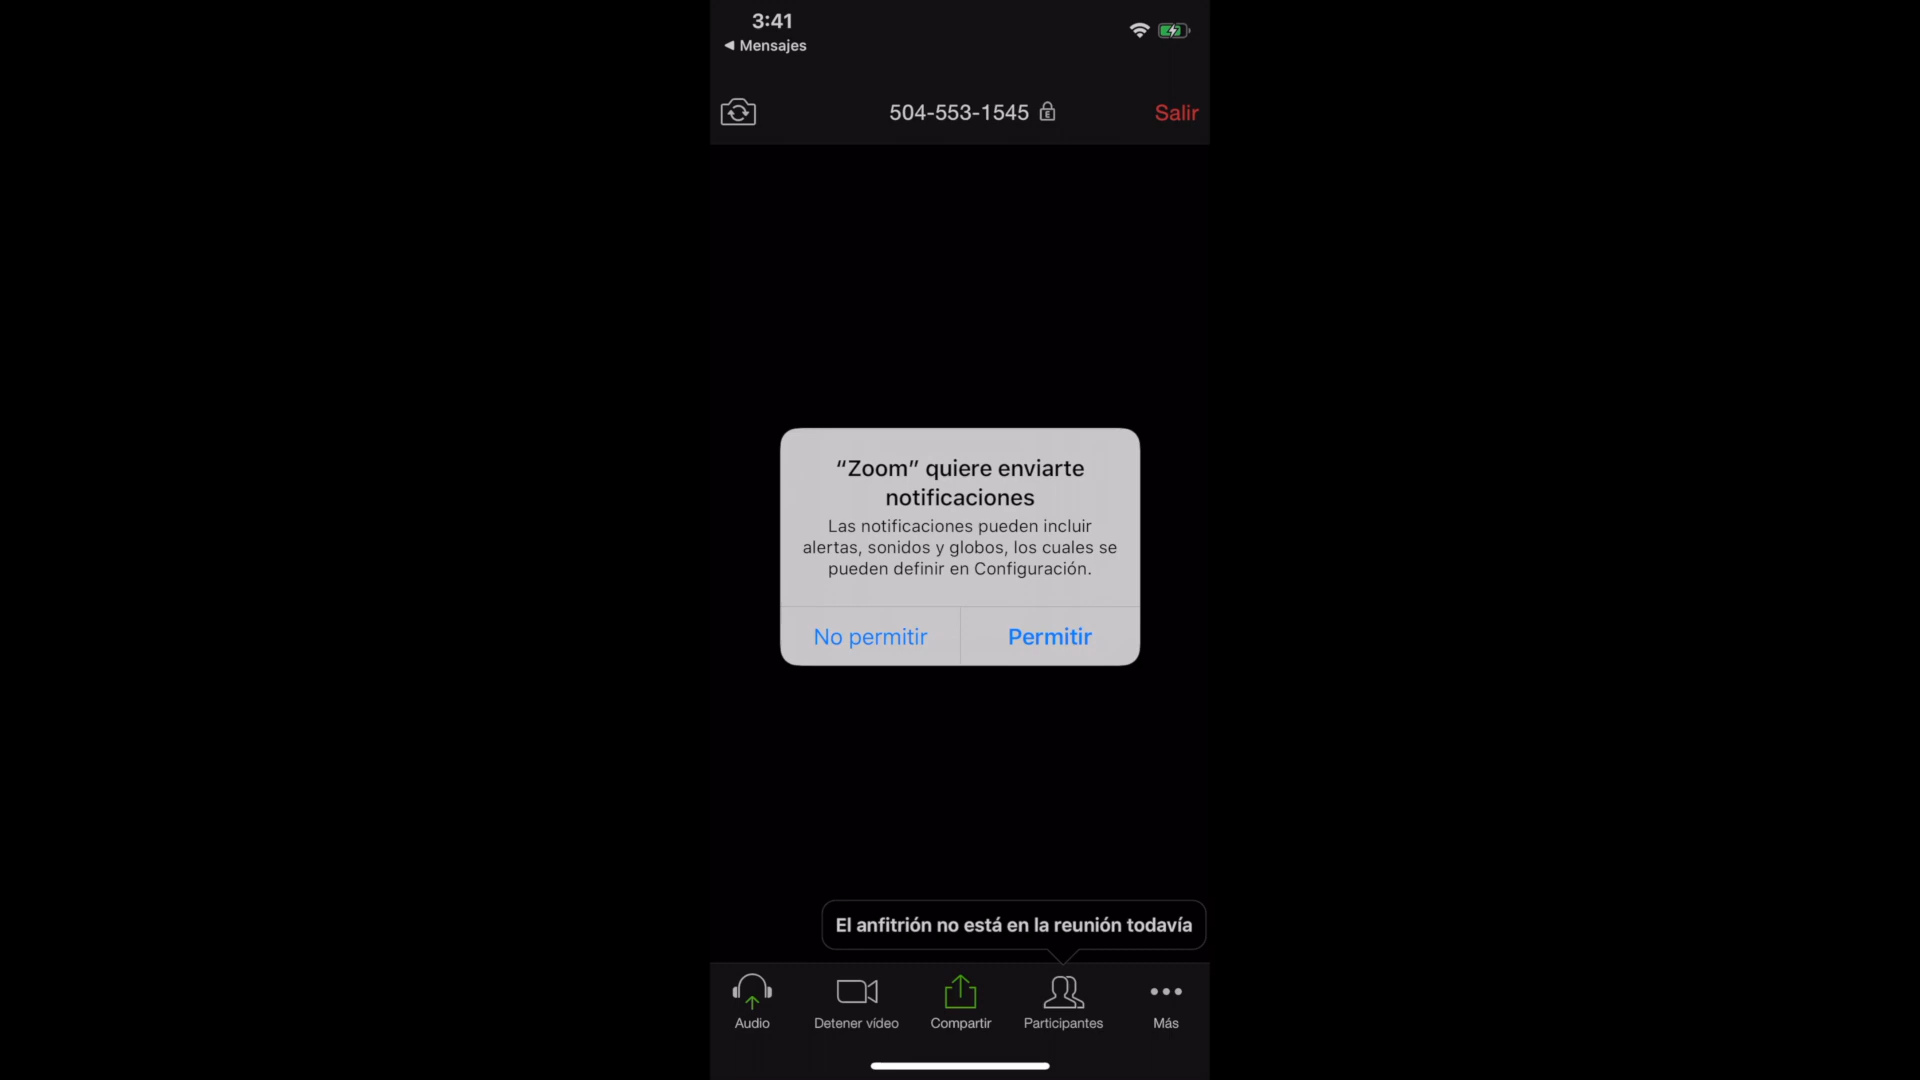 3:41
◀ Mensajes
504-553-1545
Salir
“Zoom” quiere enviarte
notificaciones
Las notificaciones pueden incluir
alertas, sonidos y globos, los cuales se
pueden definir en Configuración.
No permitir
Permitir
El anfitrión no está en la reunión todavía
Audio
Detener vídeo
Compartir
Participantes
Más